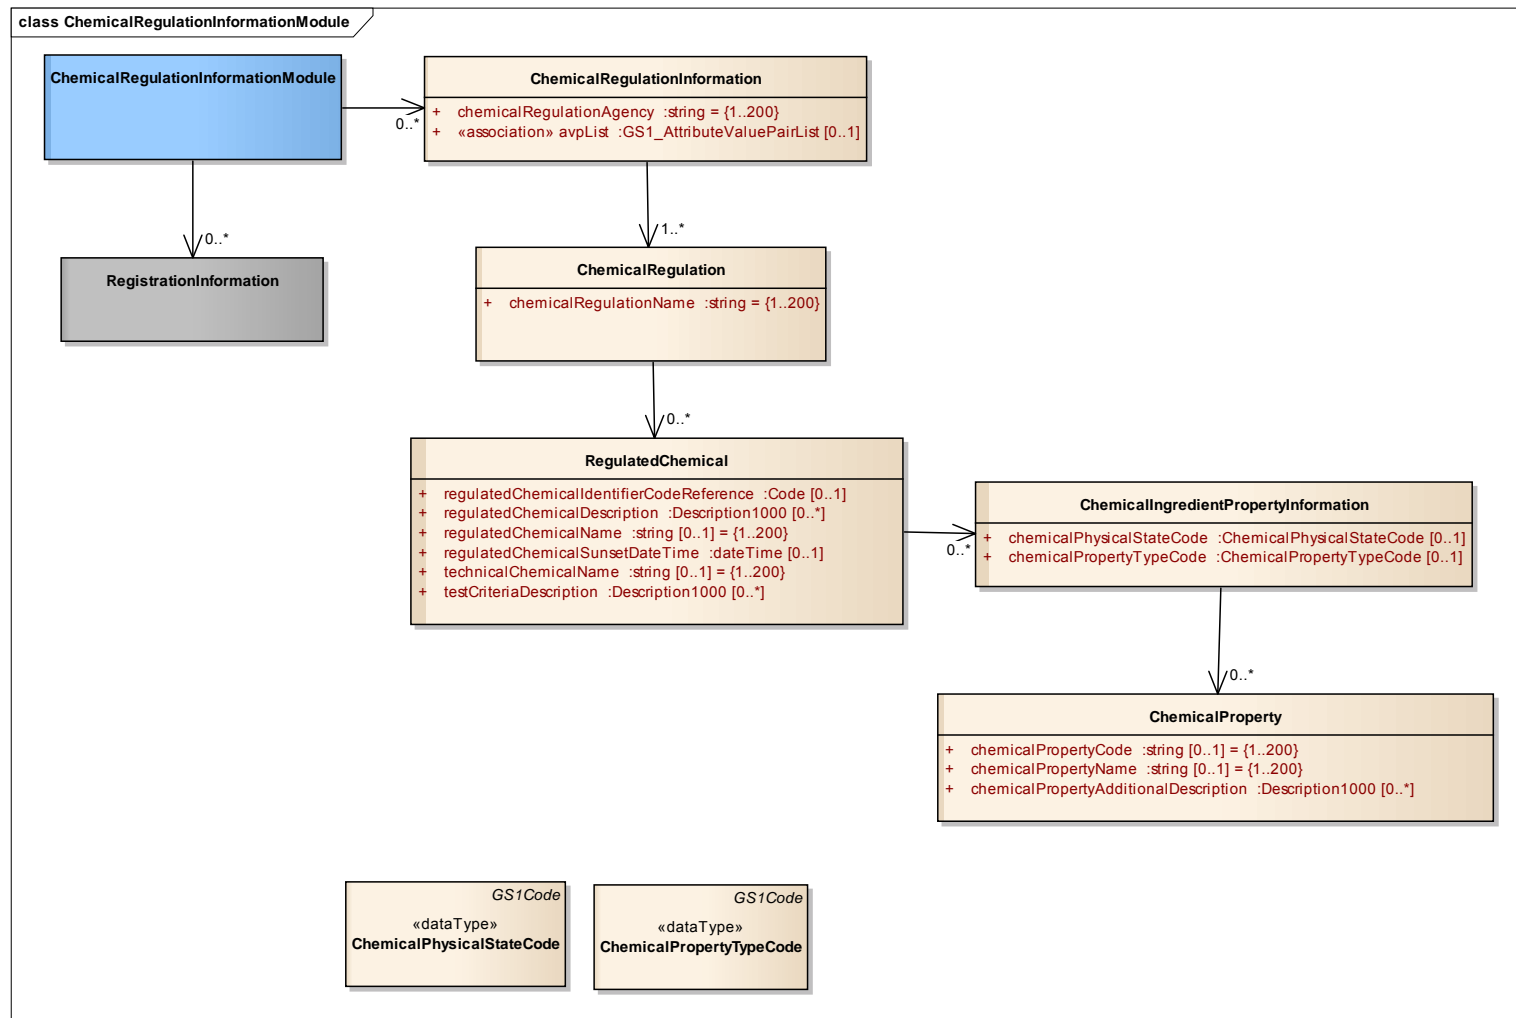 class ChemicalRegulationInformationModule
ChemicalRegulationInformationModule
0..*
ChemicalRegulationInformation
+ chemicalRegulationAgency :string = {1..200}
+ «association» avpList :GS1_AttributeValuePairList [0..1]
0..*
RegistrationInformation
1..*
ChemicalRegulation
+ chemicalRegulationName :string = {1..200}
0..*
RegulatedChemical
+ regulatedChemicalIdentifierCodeReference :Code [0..1]
+ regulatedChemicalDescription :Description1000 [0..*]
+ regulatedChemicalName :string [0..1] = {1..200}
+ regulatedChemicalSunsetDateTime :dateTime [0..1]
+ technicalChemicalName :string [0..1] = {1..200}
+ testCriteriaDescription :Description1000 [0..*]
0..*
ChemicalIngredientPropertyInformation
+ chemicalPhysicalStateCode :ChemicalPhysicalStateCode [0..1]
+ chemicalPropertyTypeCode :ChemicalPropertyTypeCode [0..1]
0..*
ChemicalProperty
+ chemicalPropertyCode :string [0..1] = {1..200}
+ chemicalPropertyName :string [0..1] = {1..200}
+ chemicalPropertyAdditionalDescription :Description1000 [0..*]
GS1Code
«dataType»
ChemicalPhysicalStateCode
GS1Code
«dataType»
ChemicalPropertyTypeCode